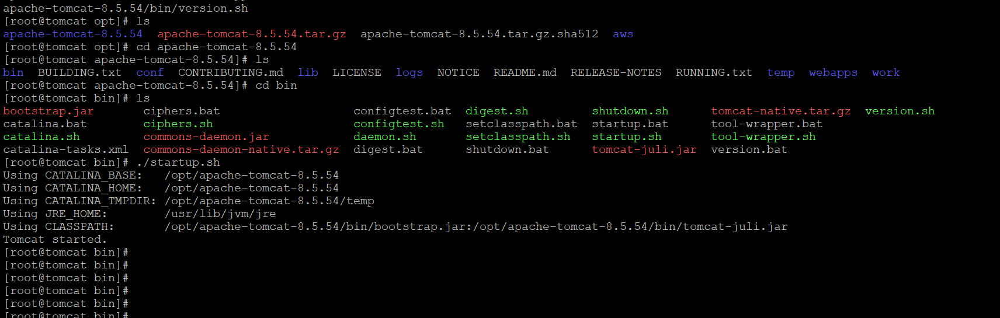 apache-tomcat-8.5.54/bin/version.sh
[root@tomcat opt]# ls
apache-tomcat-8.5.54  apache-tomcat-8.5.54.tar.gz  apache-tomcat-8.5.54.tar.gz.sha512  aws
[root@tomcat opt]# cd apache-tomcat-8.5.54
[root@tomcat apache-tomcat-8.5.54]# ls
bin  BUILDING.txt  conf  CONTRIBUTING.md  lib  LICENSE  logs  NOTICE  README.md  RELEASE-NOTES  RUNNING.txt  temp  webapps  work
[root@tomcat apache-tomcat-8.5.54]# cd bin
[root@tomcat bin]# ls
bootstrap.jar       ciphers.bat                   configtest.bat  digest.sh         shutdown.sh      tomcat-native.tar.gz  version.sh
catalina.bat        ciphers.sh                    configtest.sh   setclasspath.bat  startup.bat      tool-wrapper.bat
catalina.sh         commons-daemon.jar            daemon.sh       setclasspath.sh   startup.sh       tool-wrapper.sh
catalina-tasks.xml  commons-daemon-native.tar.gz  digest.bat      shutdown.bat      tomcat-juli.jar  version.bat
[root@tomcat bin]# ./startup.sh
Using CATALINA_BASE:   /opt/apache-tomcat-8.5.54
Using CATALINA_HOME:   /opt/apache-tomcat-8.5.54
Using CATALINA_TMPDIR: /opt/apache-tomcat-8.5.54/temp
Using JRE_HOME:        /usr/lib/jvm/jre
Using CLASSPATH:       /opt/apache-tomcat-8.5.54/bin/bootstrap.jar:/opt/apache-tomcat-8.5.54/bin/tomcat-juli.jar
Tomcat started.
[root@tomcat bin]#
[root@tomcat bin]#
[root@tomcat bin]#
[root@tomcat bin]#
[root@tomcat bin]#
[root@tomcat bin]#